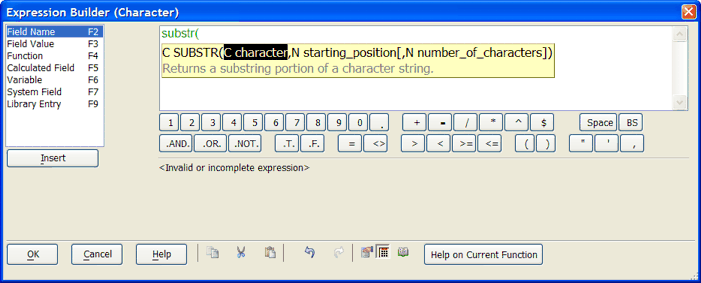 Expression Builder (Character)
Field Name F2
Field Value F3
Function F4
Calculated Field F5
Variable F6
System Field F7
Library Entry F9
Insert
substr(
C SUBSTR(C character,N starting_position[,N number_of_characters])
Returns a substring portion of a character string.
1 2 3 4 5 6 7 8 9 0 . + - / * ^ $ Space BS
.AND. .OR. .NOT. .T. .F. = <> > < >= <= ( ) " ' ,
<Invalid or incomplete expression>
OK Cancel Help Help on Current Function